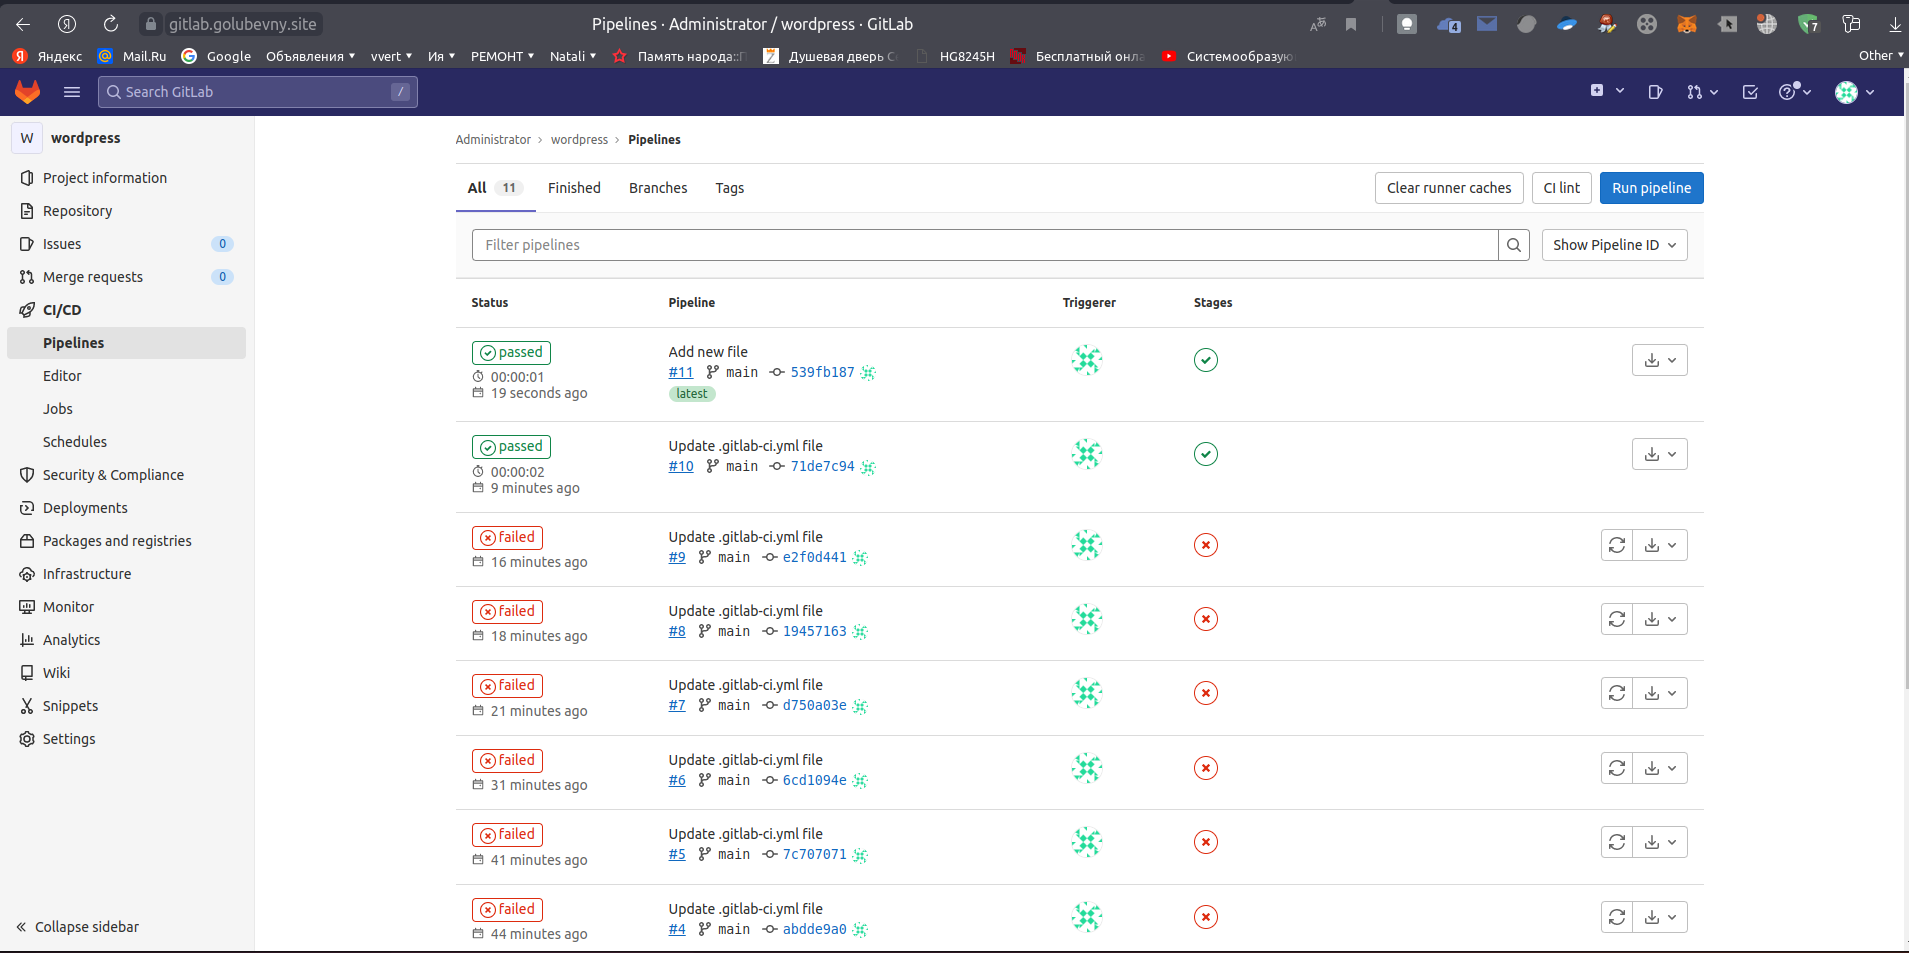 gitlab.golubevny.site
Pipelines · Administrator / wordpress · GitLab
4
7
Яндекс
Mail.Ru
Google
Объявления
vvert
Ия
РЕМОНТ
Natali
Память народа::П
Душевая дверь С
HG8245H
Бесплатный онла
Системообразую
Other
Search GitLab
/
W
wordpress
Project information
Repository
Issues
0
Merge requests
0
CI/CD
Pipelines
Editor
Jobs
Schedules
Security & Compliance
Deployments
Packages and registries
Infrastructure
Monitor
Analytics
Wiki
Snippets
Settings
Collapse sidebar
Administrator › wordpress › Pipelines
All 11
Finished
Branches
Tags
Clear runner caches
CI lint
Run pipeline
Filter pipelines
Show Pipeline ID
Status
Pipeline
Triggerer
Stages
passed
00:00:01
19 seconds ago
Add new file
#11 main 539fb187
latest
passed
00:00:02
9 minutes ago
Update .gitlab-ci.yml file
#10 main 71de7c94
failed
16 minutes ago
Update .gitlab-ci.yml file
#9 main e2f0d441
failed
18 minutes ago
Update .gitlab-ci.yml file
#8 main 19457163
failed
21 minutes ago
Update .gitlab-ci.yml file
#7 main d750a03e
failed
31 minutes ago
Update .gitlab-ci.yml file
#6 main 6cd1094e
failed
41 minutes ago
Update .gitlab-ci.yml file
#5 main 7c707071
failed
44 minutes ago
Update .gitlab-ci.yml file
#4 main abdde9a0